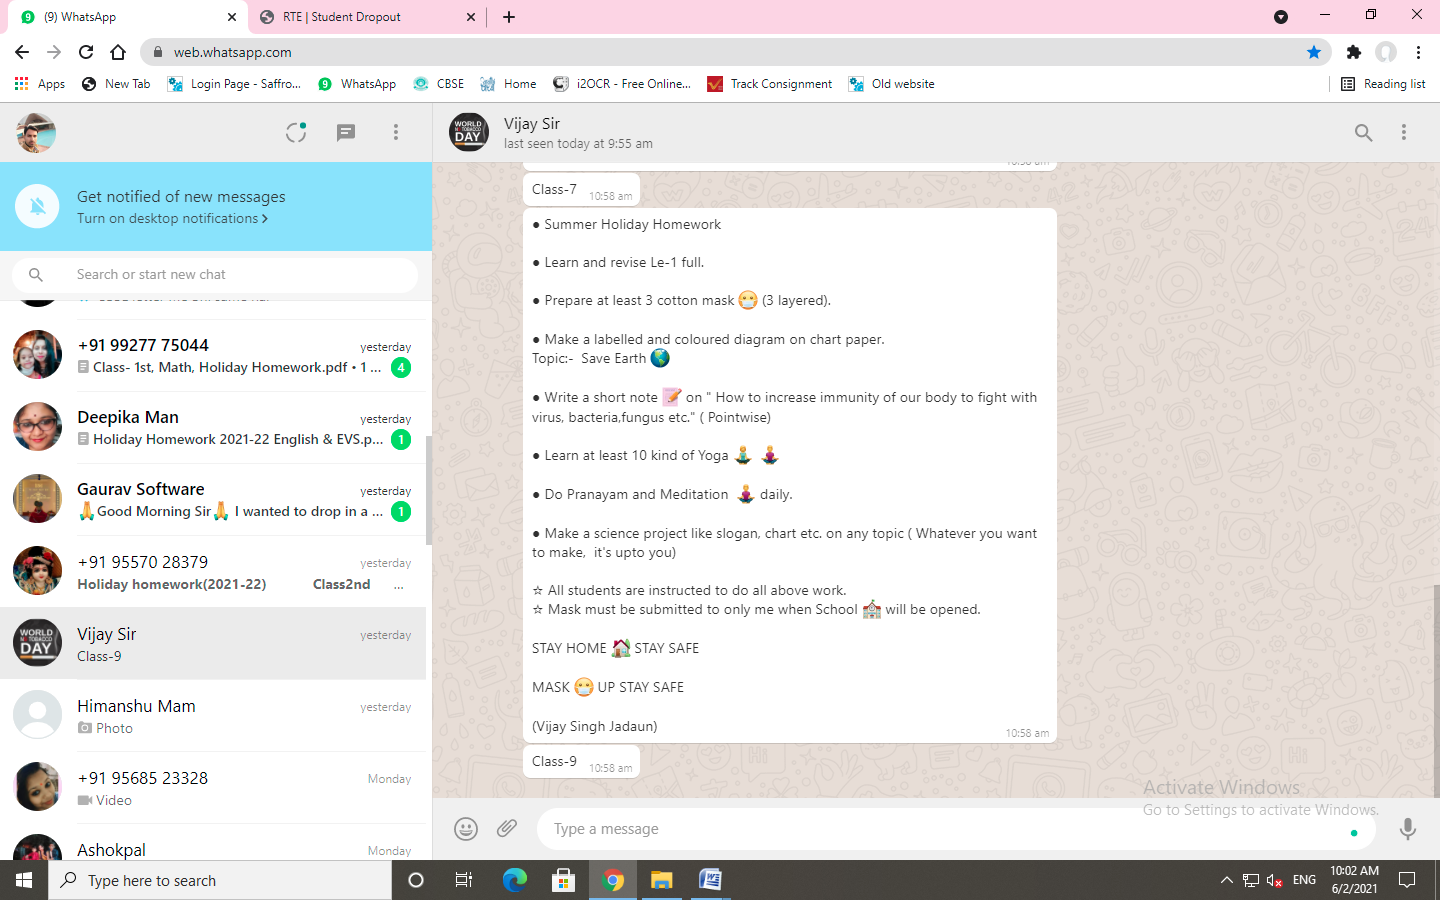 (9) WhatsApp
RTE | Student Dropout
web.whatsapp.com
Apps
New Tab
Login Page - Saffro...
WhatsApp
CBSE
Home
i2OCR - Free Online...
Track Consignment
Old website
Reading list
WORLD
DAY
Vijay Sir
last seen today at 9:55 am
Get notified of new messages
Turn on desktop notifications >
Search or start new chat
+91 99277 75044
yesterday
Class- 1st, Math, Holiday Homework.pdf • 1 ...
4
Deepika Man
yesterday
Holiday Homework 2021-22 English & EVS.p...
1
Gaurav Software
yesterday
🙏Good Morning Sir🙏 I wanted to drop in a ...
1
+91 95570 28379
yesterday
Holiday homework(2021-22) Class2nd ...
WORLD
DAY
Vijay Sir
yesterday
Class-9
Himanshu Mam
yesterday
Photo
+91 95685 23328
Monday
Video
Ashokpal
Monday
10:58 am
Class-7
10:58 am
● Summer Holiday Homework
● Learn and revise Le-1 full.
● Prepare at least 3 cotton mask 😷 (3 layered).
● Make a labelled and coloured diagram on chart paper.
Topic:- Save Earth 🌎
● Write a short note 📝 on " How to increase immunity of our body to fight with
virus, bacteria,fungus etc." ( Pointwise)
● Learn at least 10 kind of Yoga 🧘 🧘
● Do Pranayam and Meditation 🧘 daily.
● Make a science project like slogan, chart etc. on any topic ( Whatever you want
to make, it's upto you)
☆ All students are instructed to do all above work.
☆ Mask must be submitted to only me when School 🏫 will be opened.
STAY HOME 🏠 STAY SAFE
MASK 😷 UP STAY SAFE
(Vijay Singh Jadaun)
10:58 am
Class-9
10:58 am
Activate Windows
Go to Settings to activate Windows.
Type a message
Type here to search
ENG
10:02 AM
6/2/2021